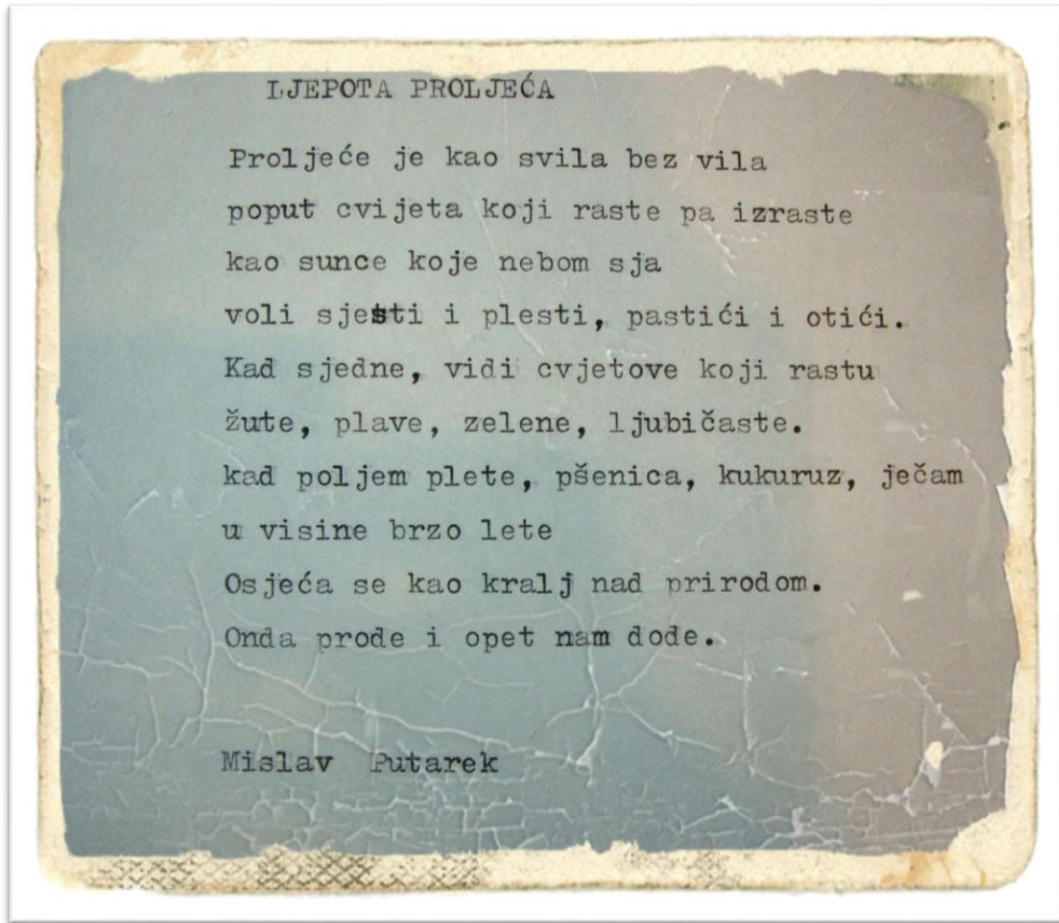 LJEPOTA PROLJEĆA
Proljeće je kao svila bez vila
poput cvijeta koji raste pa izraste
kao sunce koje nebom sja
voli sjesti i plesti, pastići i otići.
Kad sjedne, vidi cvjetove koji rastu
žute, plave, zelene, ljubičaste.
kad poljem plete, pšenica, kukuruz, ječam
u visine brzo lete
Osjeća se kao kralj nad prirodom.
Onda prode i opet nam dode.
Mislav Putarek